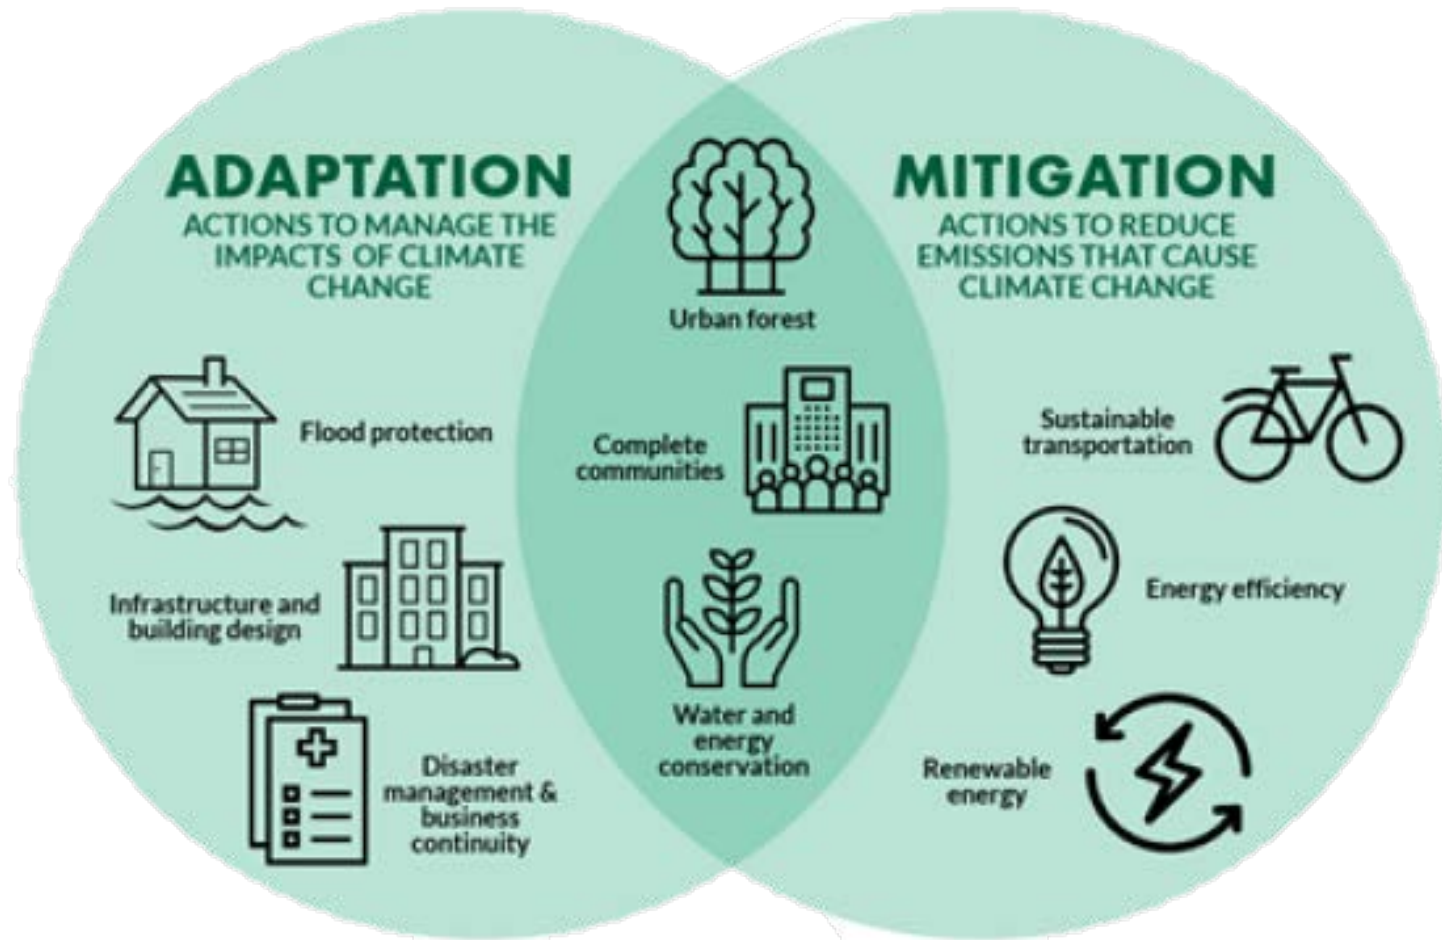 ADAPTATION
ACTIONS TO MANAGE THE
IMPACTS OF CLIMATE
CHANGE
Flood protection
Infrastructure and
building design
Disaster
management &
business
continuity
Urban forest
Complete
communities
Water and
energy
conservation
MITIGATION
ACTIONS TO REDUCE
EMISSIONS THAT CAUSE
CLIMATE CHANGE
Sustainable
transportation
Energy efficiency
Renewable
energy